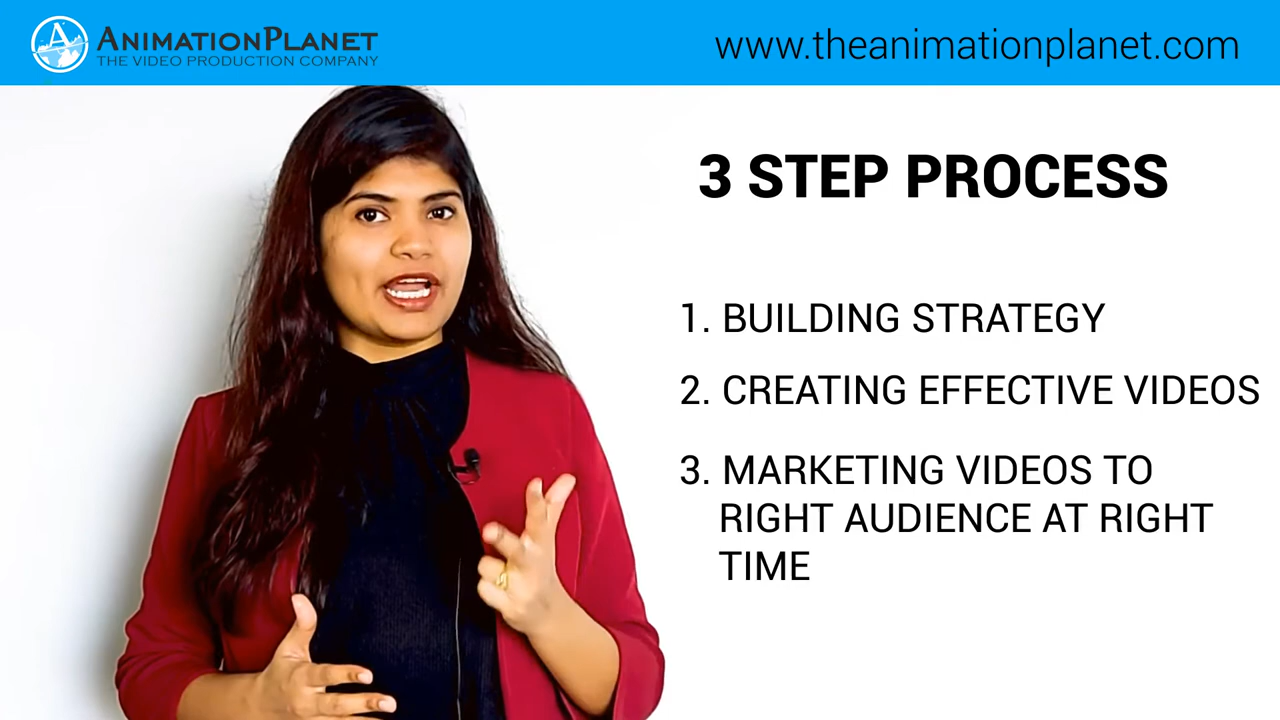 ANIMATIONPLANET
THE VIDEO PRODUCTION COMPANY
www.theanimationplanet.com
3 STEP PROCESS
1. BUILDING STRATEGY
2. CREATING EFFECTIVE VIDEOS
3. MARKETING VIDEOS TO
RIGHT AUDIENCE AT RIGHT
TIME